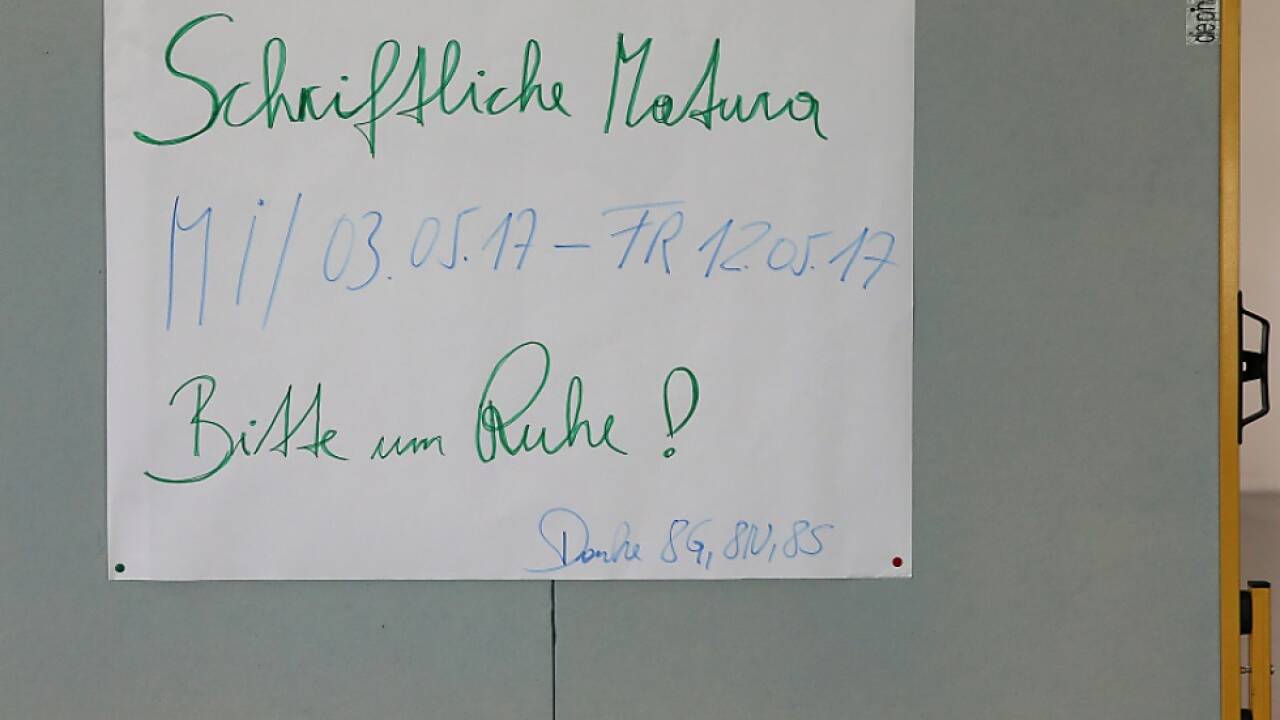 Schriftliche Matura
Mi/ 03.05.17 – FR 12.05.17
Bitte um Ruhe!
Danke 8G, 8N, 8S